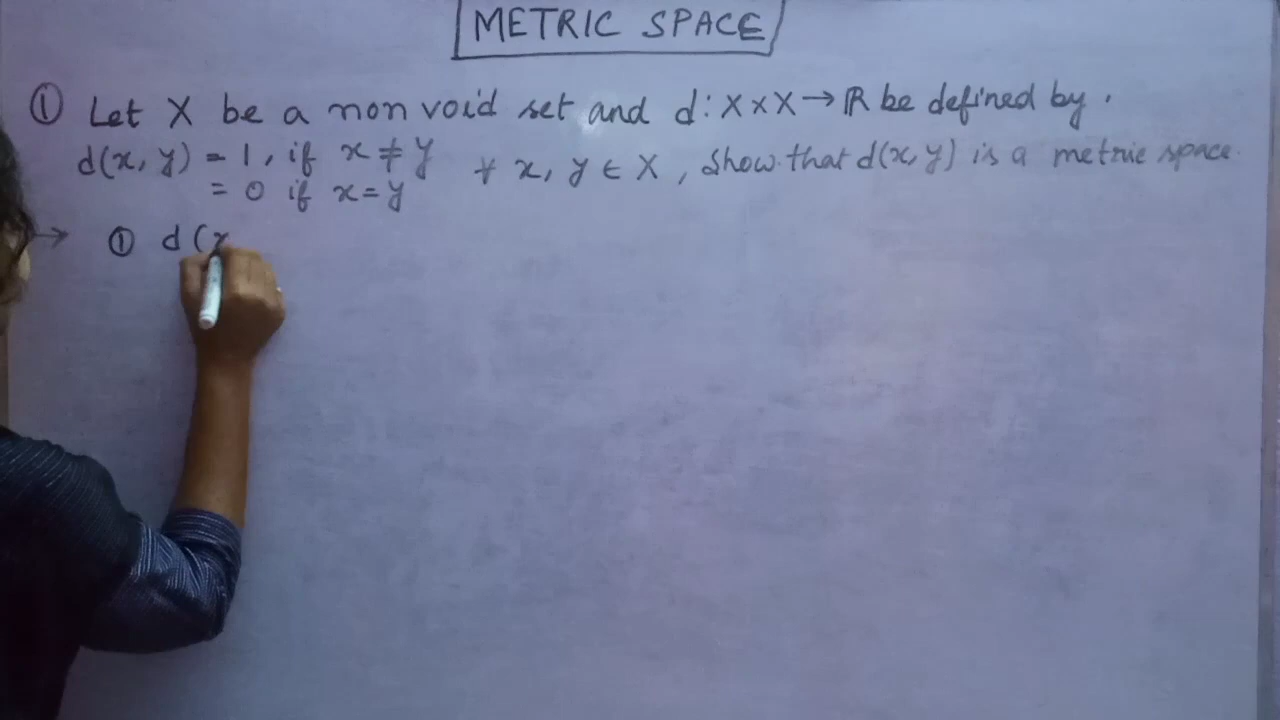 METRIC SPACE
① Let X be a non void set and d: X×X→ℝ be defined by.
d(x, y) = 1, if x ≠ y ∀ x, y ∈ X, show that d(x, y) is a metric space.
= 0 if x = y
→ ① d(x